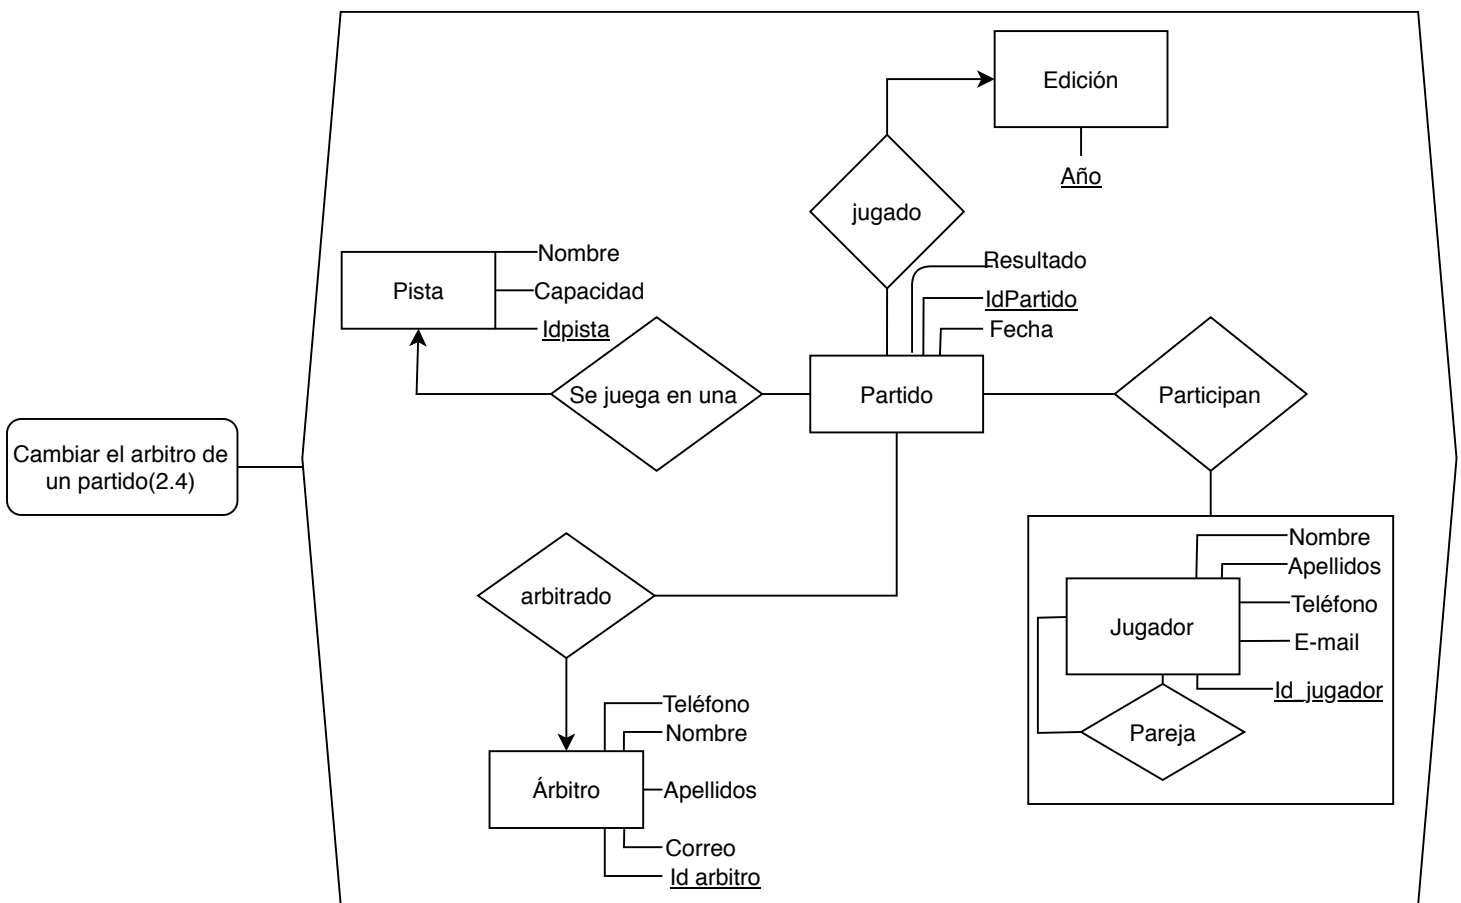 Edición
Año
jugado
Nombre
Pista
Capacidad
Idpista
Resultado
IdPartido
Fecha
Se juega en una
Partido
Participan
Cambiar el arbitro de
un partido(2.4)
arbitrado
Nombre
Apellidos
Teléfono
Jugador
E-mail
Id_jugador
Pareja
Teléfono
Nombre
Árbitro
Apellidos
Correo
Id arbitro